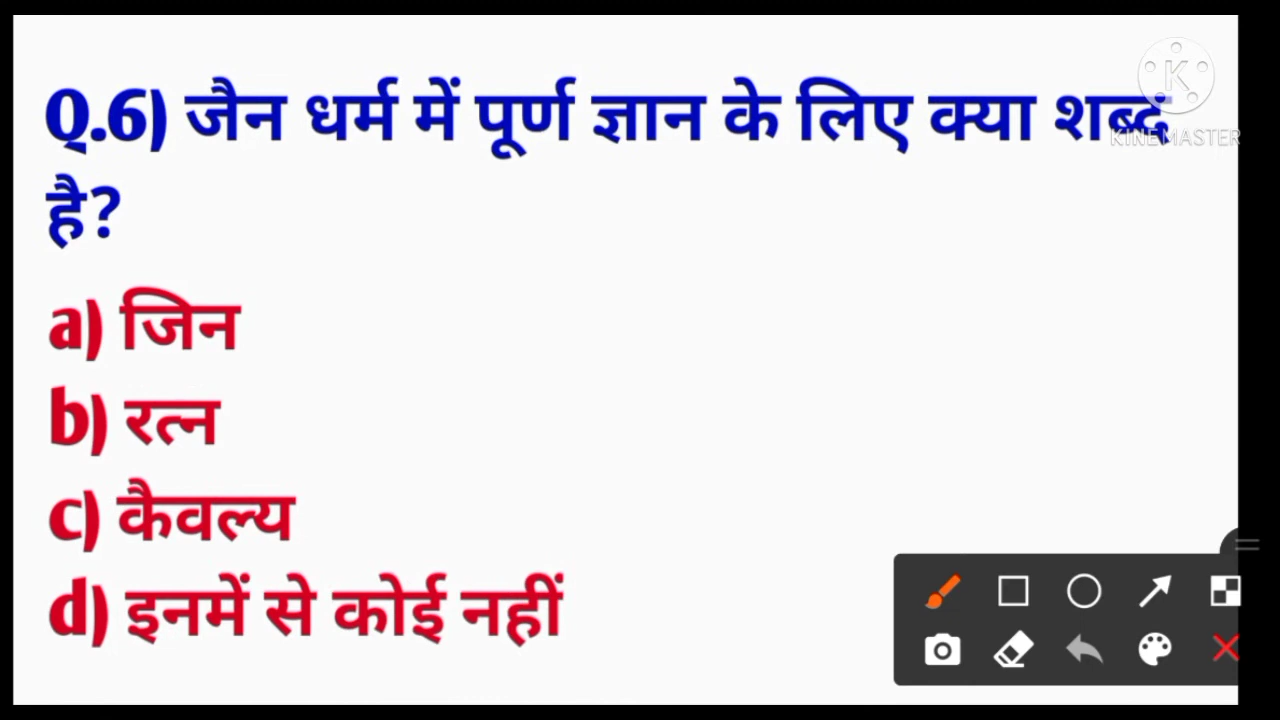 Q.6) जैन धर्म में पूर्ण ज्ञान के लिए क्या शब्द
है?
a) जिन
b) रत्न
c) कैवल्य
d) इनमें से कोई नहीं
K
KINEMASTER